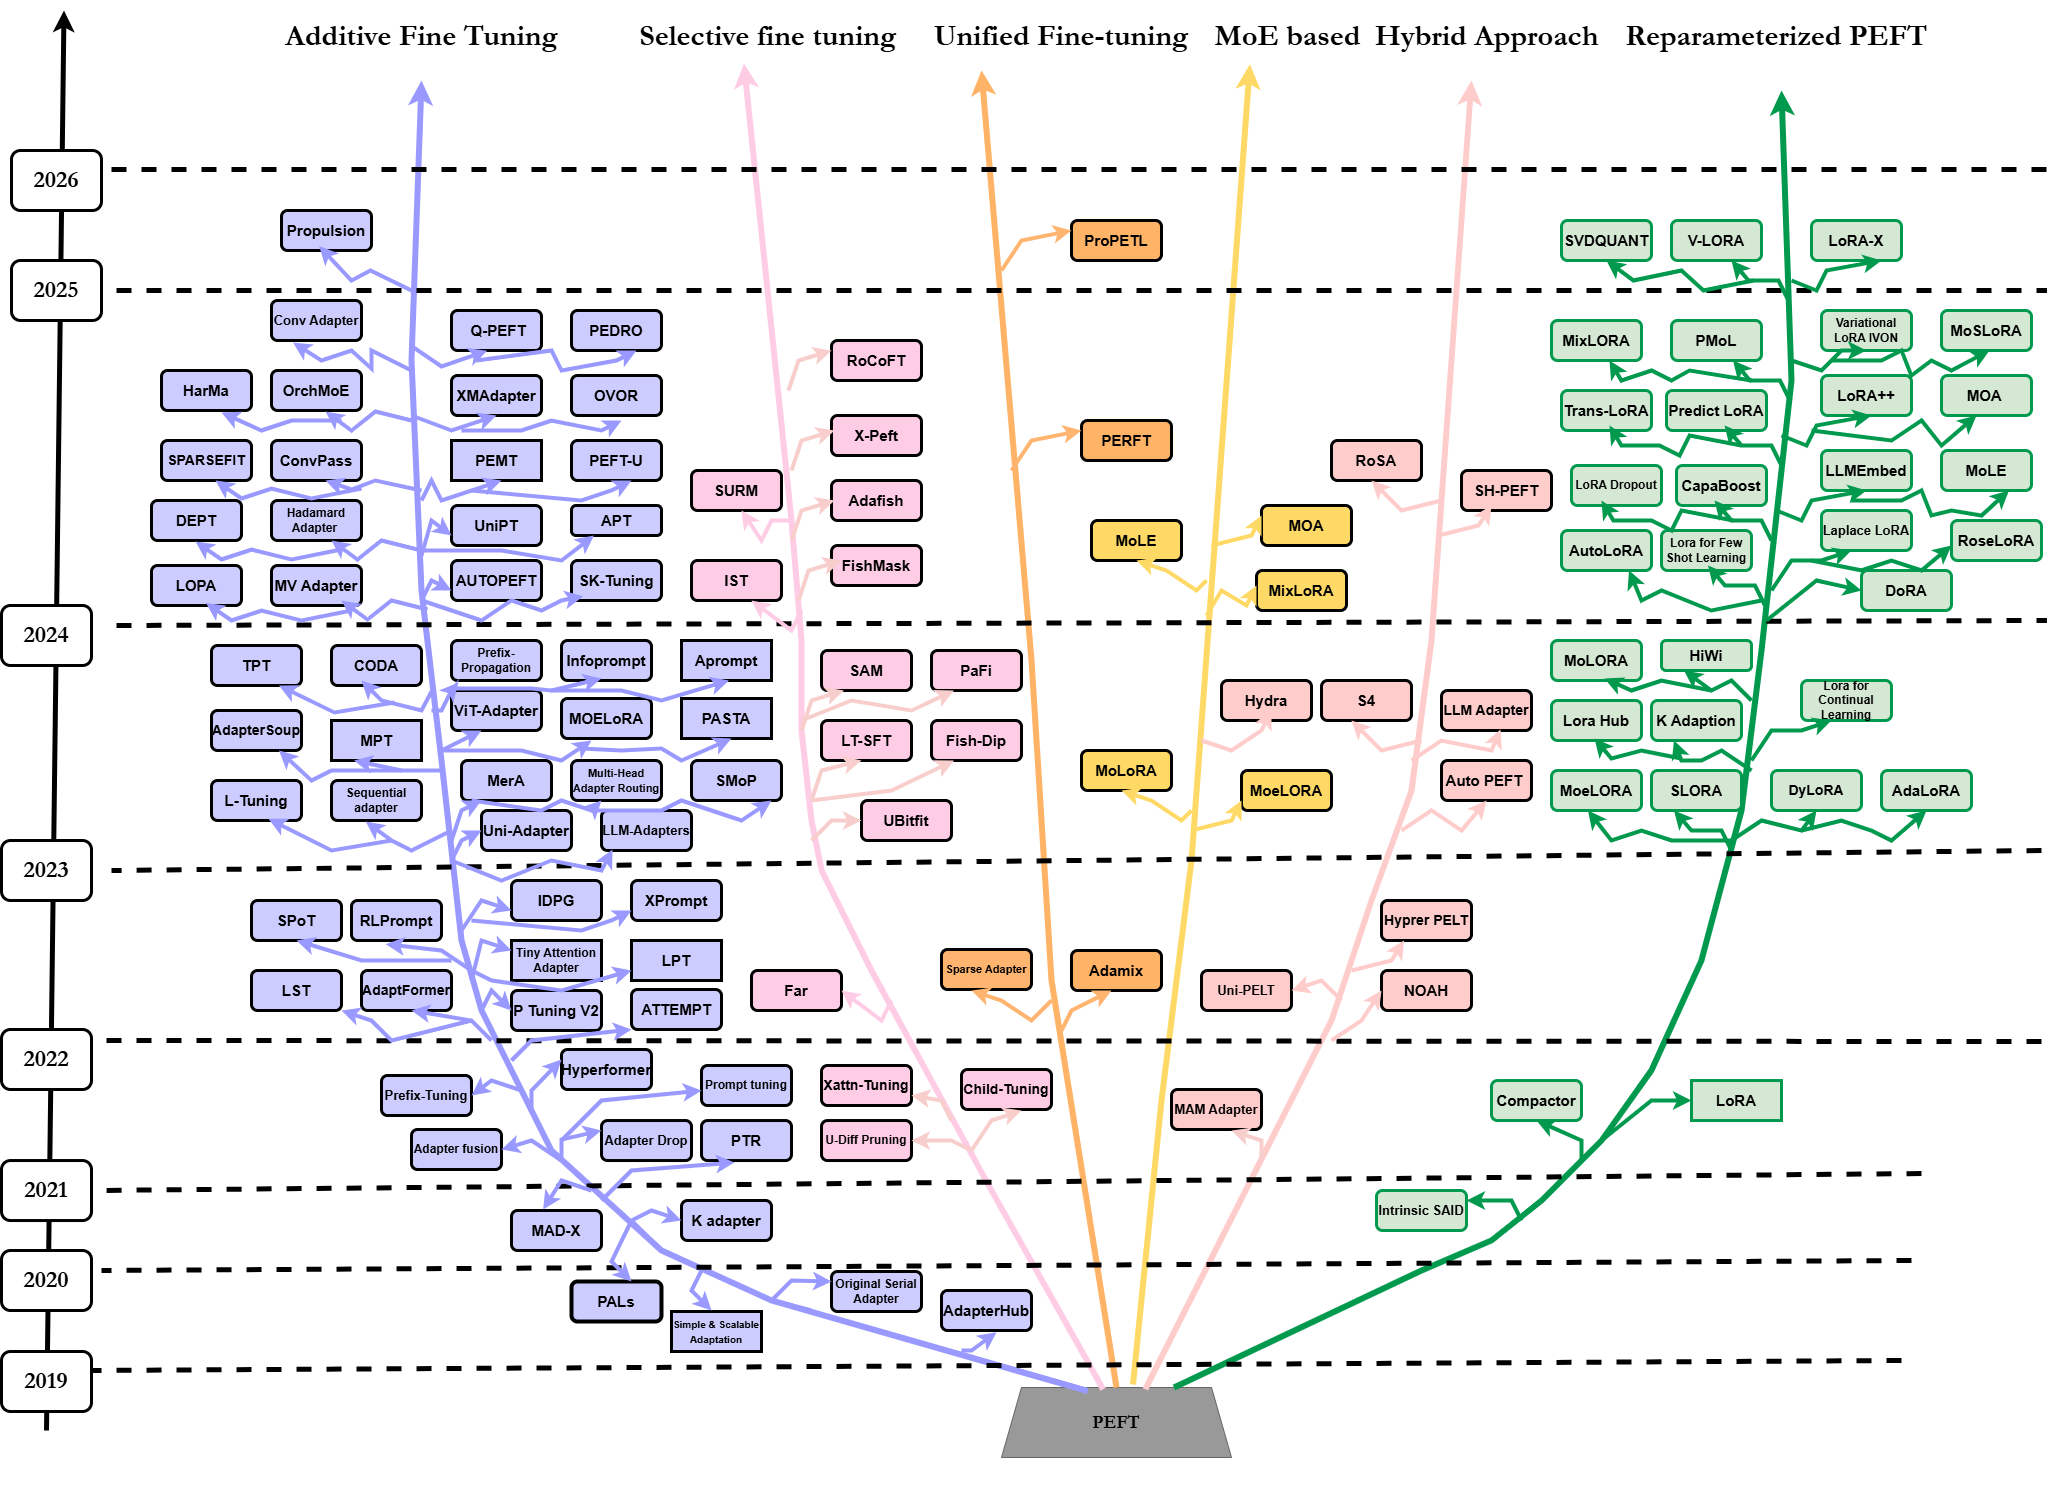 Additive Fine Tuning
Selective fine tuning
Unified Fine-tuning
MoE based
Hybrid Approach
Reparameterized PEFT
2026
Propulsion
ProPETL
SVDQUANT
V-LORA
LoRA-X
2025
Conv Adapter
Q-PEFT
PEDRO
RoCoFT
MixLORA
PMoL
Variational
LoRA IVON
MoSLoRA
HarMa
OrchMoE
XMAdapter
OVOR
X-Peft
PERFT
Trans-LoRA
Predict LoRA
LoRA++
MOA
SPARSEFIT
ConvPass
PEMT
PEFT-U
SURM
Adafish
RoSA
SH-PEFT
LoRA Dropout
CapaBoost
LLMEmbed
MoLE
DEPT
Hadamard
Adapter
UniPT
APT
FishMask
MoLE
MOA
AutoLoRA
Lora for Few
Shot Learning
Laplace LoRA
RoseLoRA
LOPA
MV Adapter
AUTOPEFT
SK-Tuning
IST
MixLoRA
DoRA
2024
TPT
CODA
Prefix-
Propagation
Infoprompt
Aprompt
SAM
PaFi
Hydra
S4
LLM Adapter
MoLORA
HiWi
Lora for
Continual
Learning
AdapterSoup
MPT
ViT-Adapter
MOELoRA
PASTA
LT-SFT
Fish-Dip
Lora Hub
K Adaption
L-Tuning
Sequential
adapter
MerA
Multi-Head
Adapter Routing
SMoP
MoLoRA
MoeLORA
Auto PEFT
MoeLORA
SLORA
DyLoRA
AdaLoRA
Uni-Adapter
LLM-Adapters
UBitfit
2023
SPoT
RLPrompt
IDPG
XPrompt
Hyprer PELT
Tiny Attention
Adapter
LPT
Sparse Adapter
Adamix
LST
AdaptFormer
P Tuning V2
ATTEMPT
Far
Uni-PELT
NOAH
2022
Prefix-Tuning
Hyperformer
Prompt tuning
Xattn-Tuning
Child-Tuning
MAM Adapter
Compactor
LoRA
Adapter fusion
Adapter Drop
PTR
U-Diff Pruning
2021
MAD-X
K adapter
Intrinsic SAID
2020
PALs
Simple & Scalable
Adaptation
Original Serial
Adapter
AdapterHub
2019
PEFT